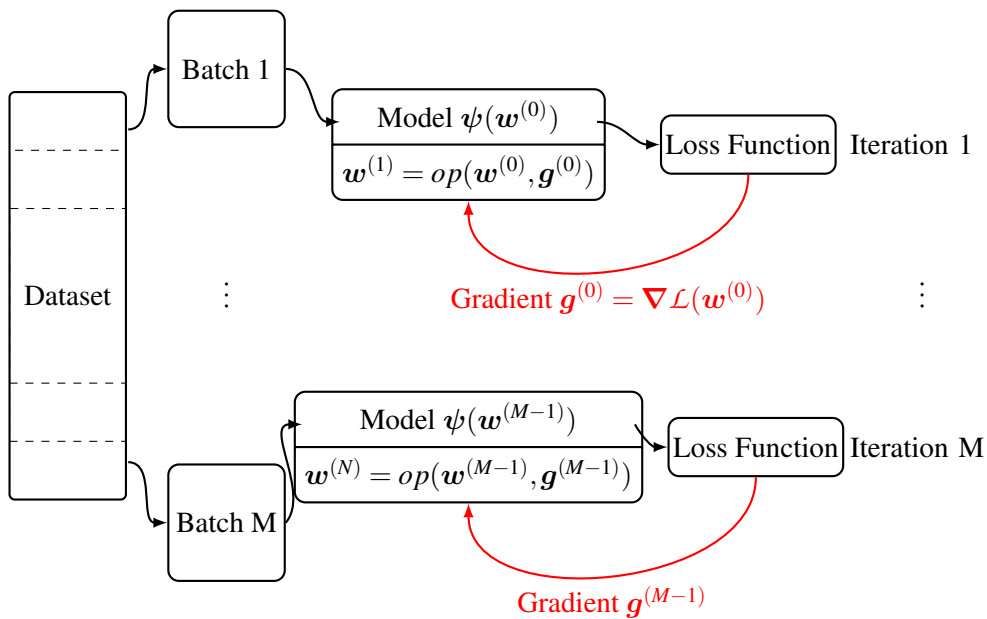 Batch 1
Model ψ(w^(0))
w^(1) = op(w^(0), g^(0))
Loss Function
Iteration 1
Dataset
⋮
Gradient g^(0) = ∇ℒ(w^(0))
⋮
Model ψ(w^(M−1))
w^(N) = op(w^(M−1), g^(M−1))
Loss Function
Iteration M
Batch M
Gradient g^(M−1)